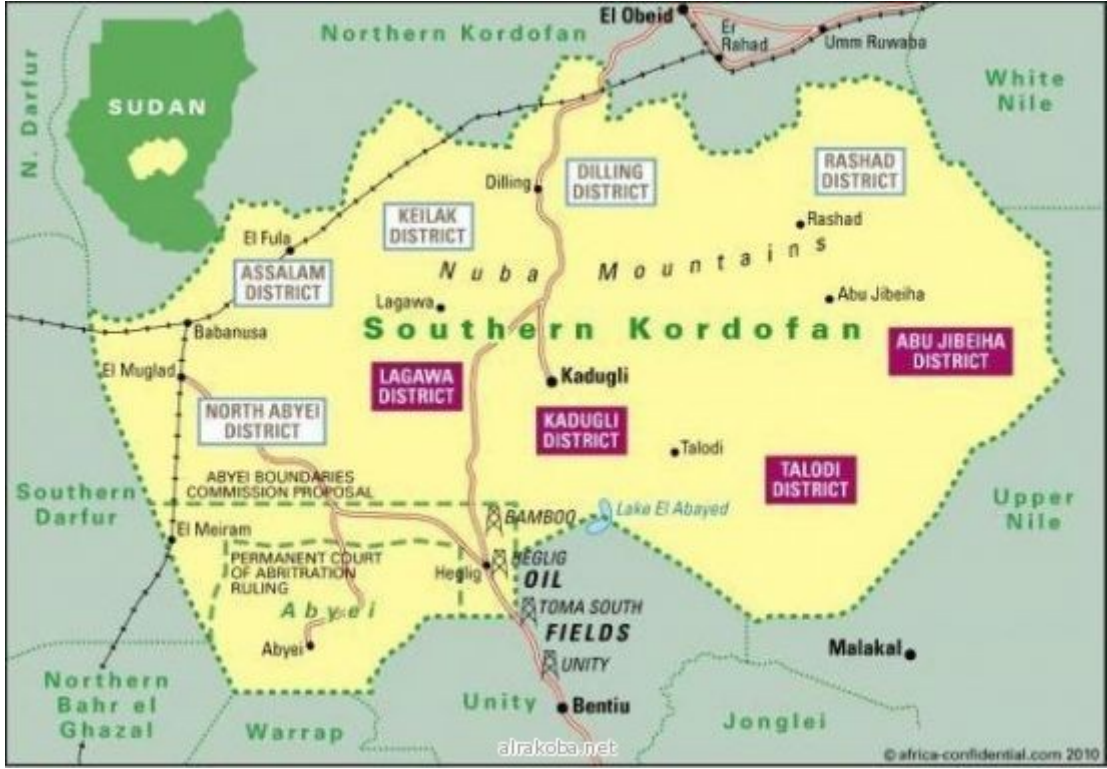 El Obeid
Northern Kordofan
Er
Rahad
Umm Ruwaba
N. Darfur
SUDAN
White
Nile
Dilling
DILLING
DISTRICT
RASHAD
DISTRICT
KEILAK
DISTRICT
Rashad
El Fula
Nuba Mountains
ASSALAM
DISTRICT
Lagawa
Abu Jibeiha
Babanusa
Southern Kordofan
ABU JIBEIHA
DISTRICT
El Muglad
LAGAWA
DISTRICT
Kadugli
NORTH ABYEI
DISTRICT
KADUGLI
DISTRICT
Talodi
TALODI
DISTRICT
ABYEI BOUNDARIES
COMMISSION PROPOSAL
Southern
Darfur
BAMBOO
Lake El Abayed
Upper
Nile
El Meiram
PERMANENT COURT
OF ABRITRATION
RULING
Heglig
HEGLIG
OIL
Abyei
TOMA SOUTH
FIELDS
Abyei
UNITY
Malakal
Northern
Bahr el
Ghazal
Unity
Bentiu
Warrap
Jonglei
alrakoba.net
© africa-confidential.com 2010